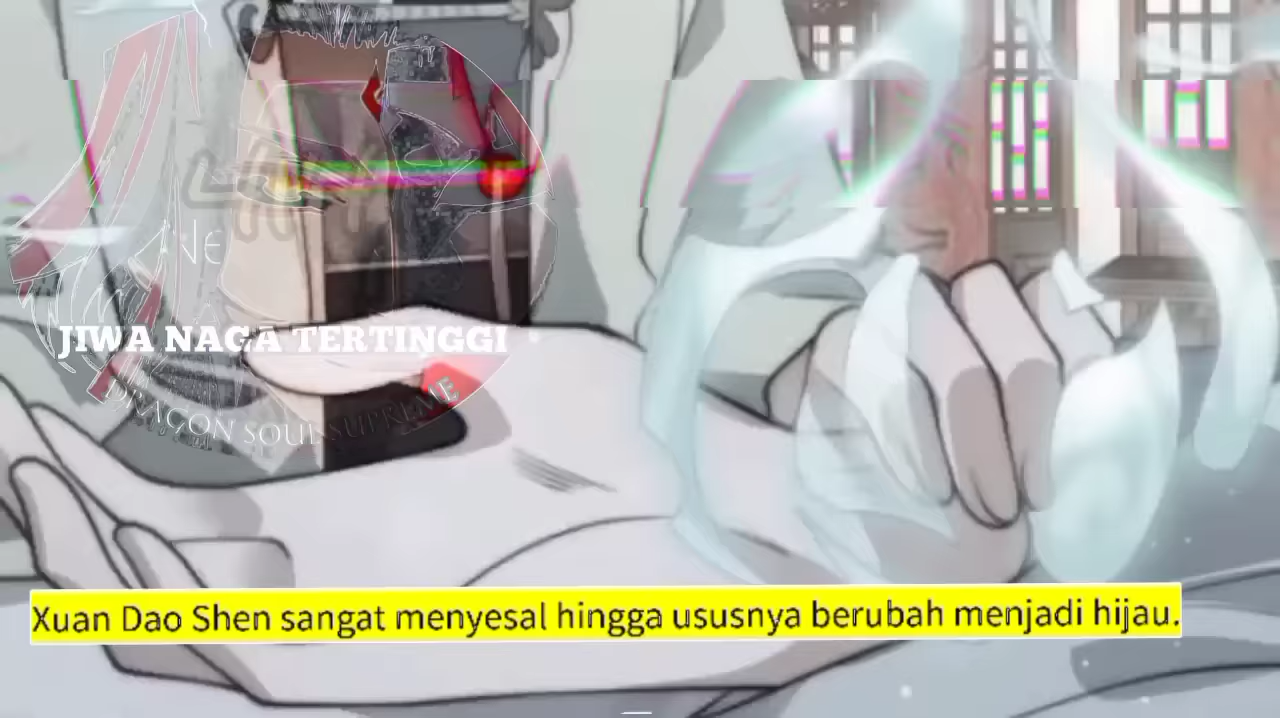 JIWA NAGA TERTINGGI
DRAGON SOUL SUPREME
Xuan Dao Shen sangat menyesal hingga ususnya berubah menjadi hijau.